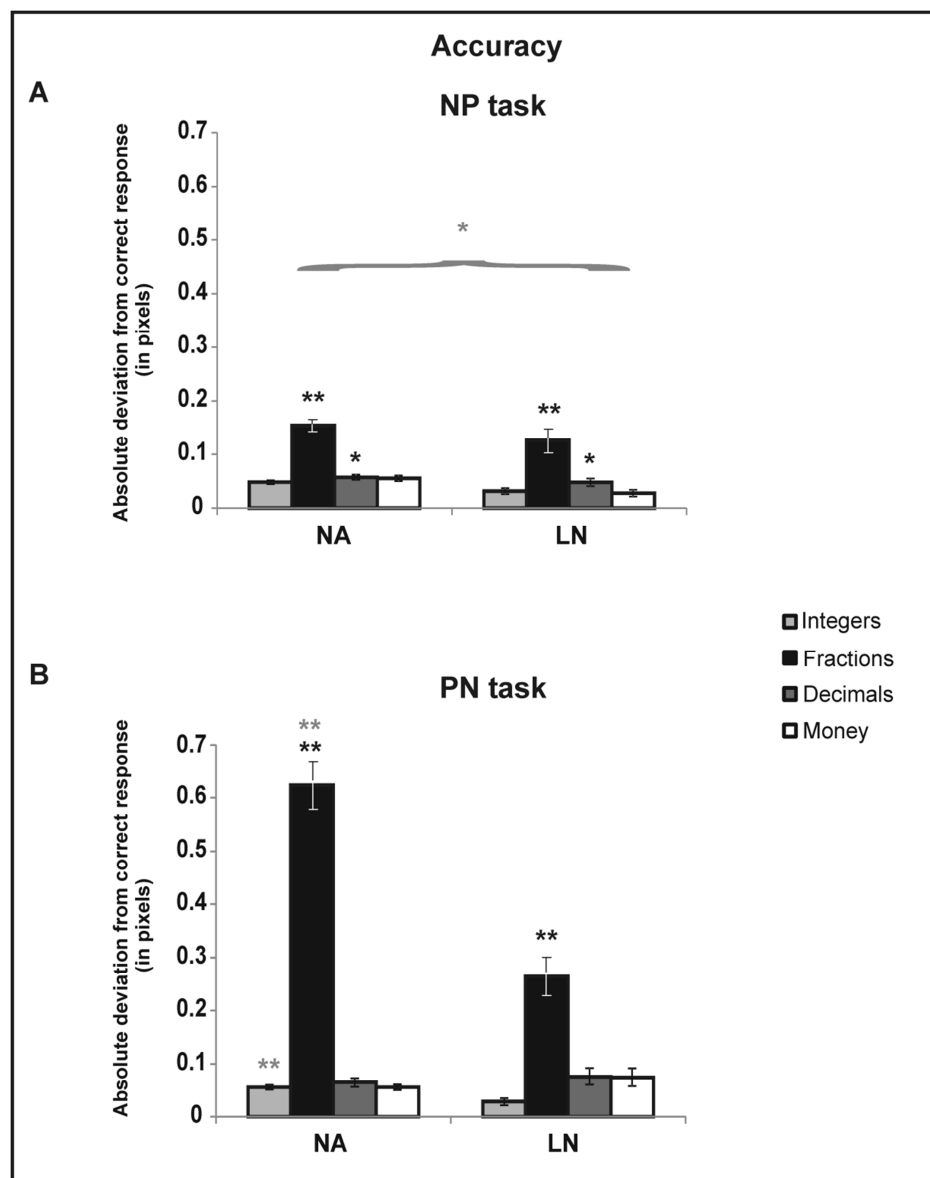 Accuracy
A
NP task
Absolute deviation from correct response
(in pixels)
0.7
0.6
0.5
0.4
0.3
0.2
0.1
0
*
**
*
**
*
NA
LN
Integers
Fractions
Decimals
Money
B
PN task
Absolute deviation from correct response
(in pixels)
0.7
0.6
0.5
0.4
0.3
0.2
0.1
0
**
**
**
**
NA
LN